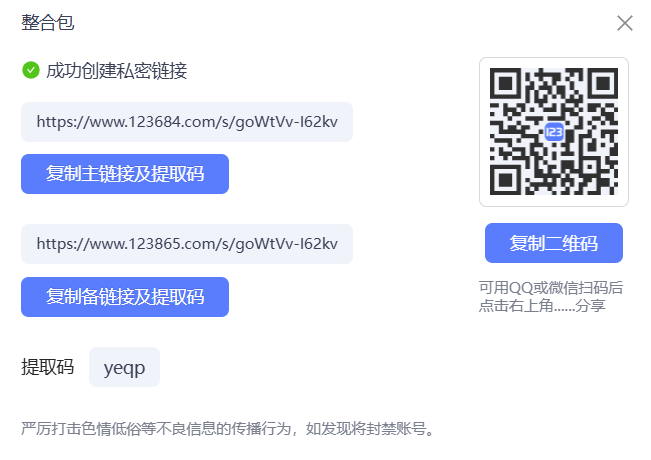 整合包
成功创建私密链接
https://www.123684.com/s/goWtVv-I62kv
复制主链接及提取码
https://www.123865.com/s/goWtVv-I62kv
复制备链接及提取码
提取码 yeqp
123
复制二维码
可用QQ或微信扫码后
点击右上角......分享
严厉打击色情低俗等不良信息的传播行为，如发现将封禁账号。